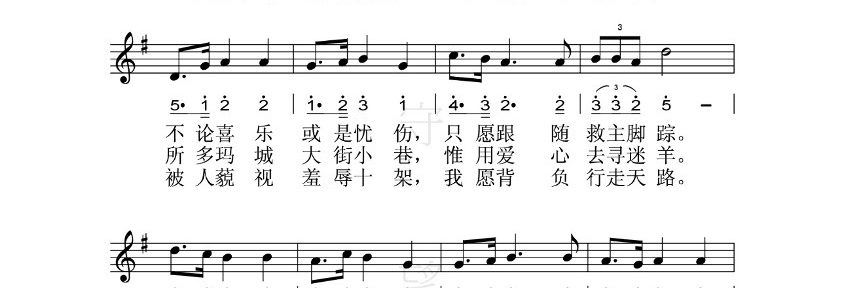 3
5· 1 2 2 | 1· 2 3 1 | 4· 3 2· 2 | 3 3 2 5 – |
3
不 论喜 乐 或 是忧 伤，只 愿跟 随 救主脚 踪。
所 多玛 城 大 街小 巷，惟 用爱 心 去寻迷 羊。
被 人藐 视 羞 辱十 架，我 愿背 负 行走天 路。
守